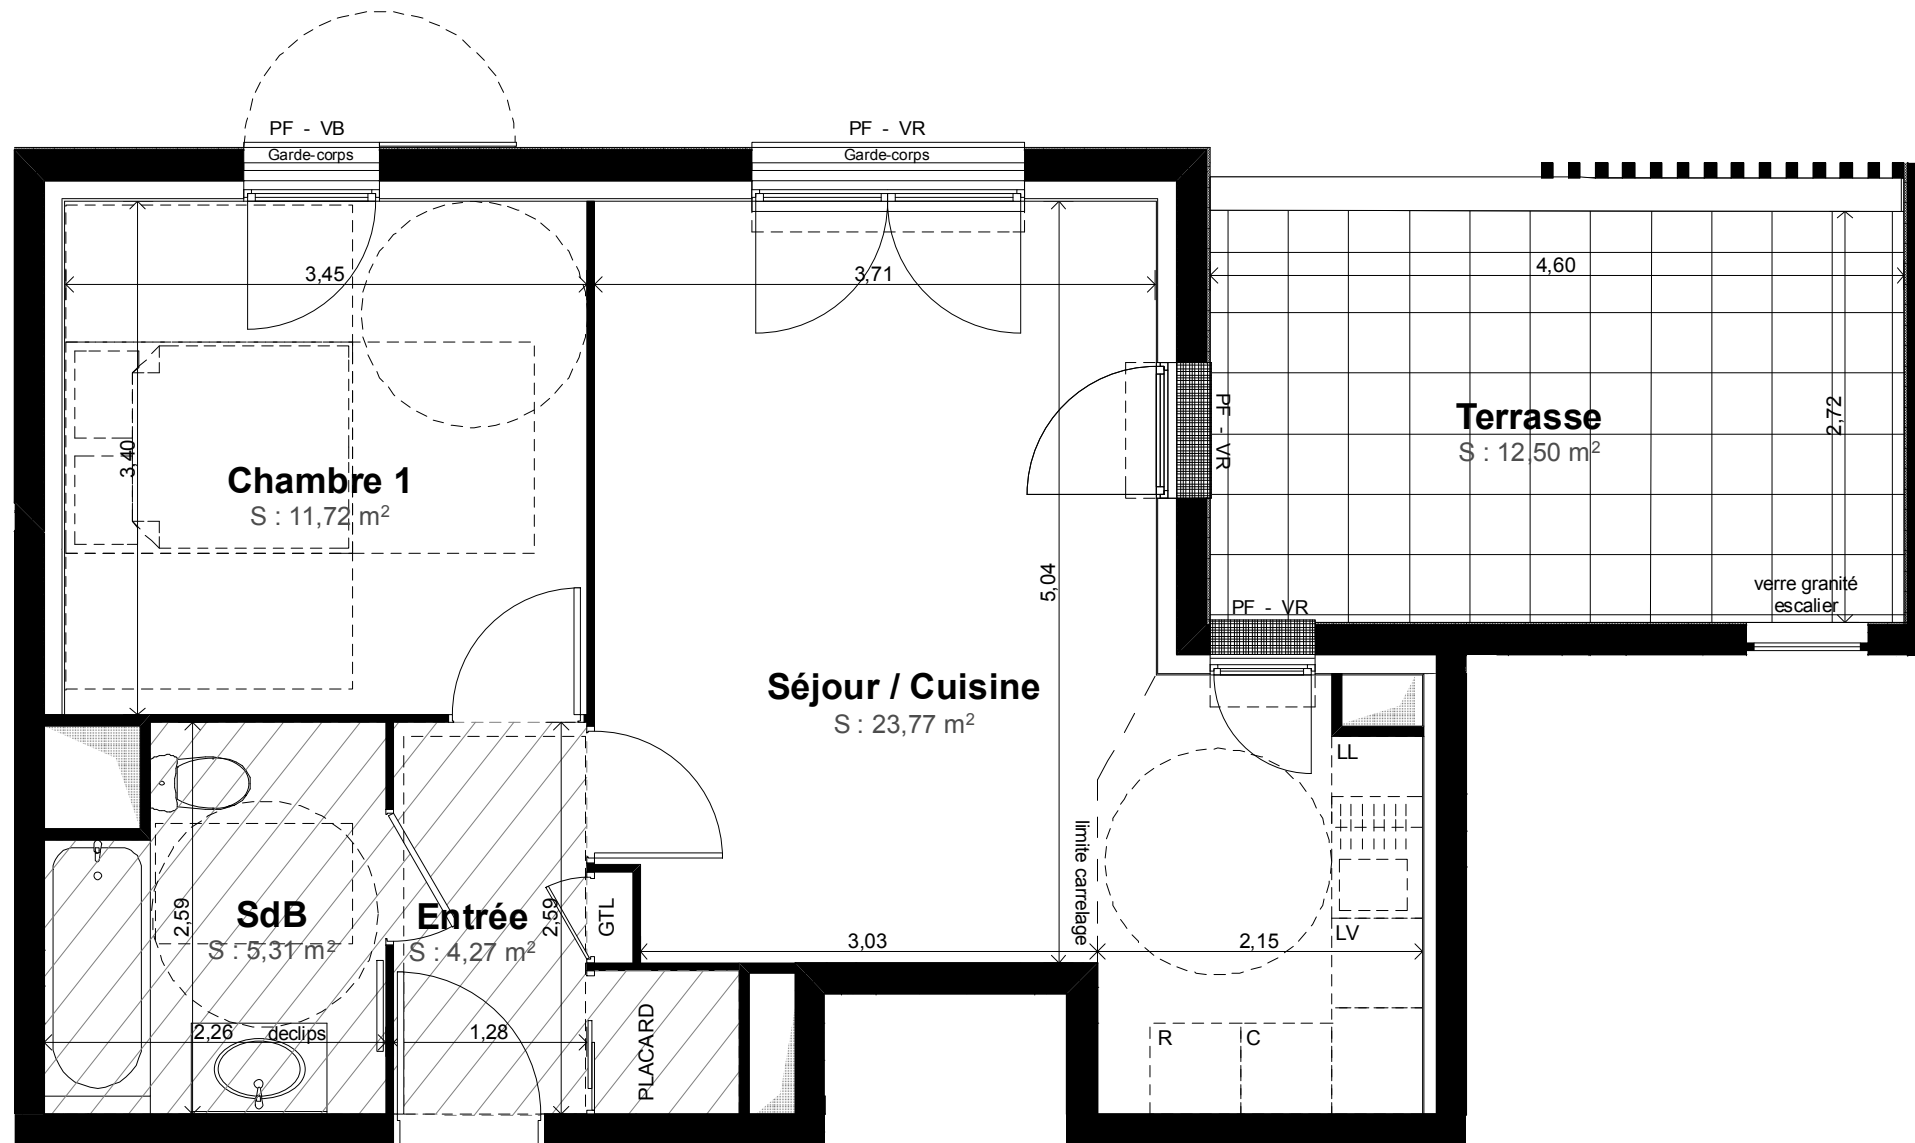 PF - VB
Garde-corps
PF - VR
Garde-corps
3,45
3,71
4,60
3,40
Chambre 1
S : 11,72 m²
PF - VR
Terrasse
S : 12,50 m²
2,72
verre granité
escalier
PF - VR
5,04
Séjour / Cuisine
S : 23,77 m²
LL
limite carrelage
2,59
SdB
S : 5,31 m²
Entrée
S : 4,27 m²
2,59
GTL
3,03
2,15
LV
2,26
declips
1,28
PLACARD
R
C